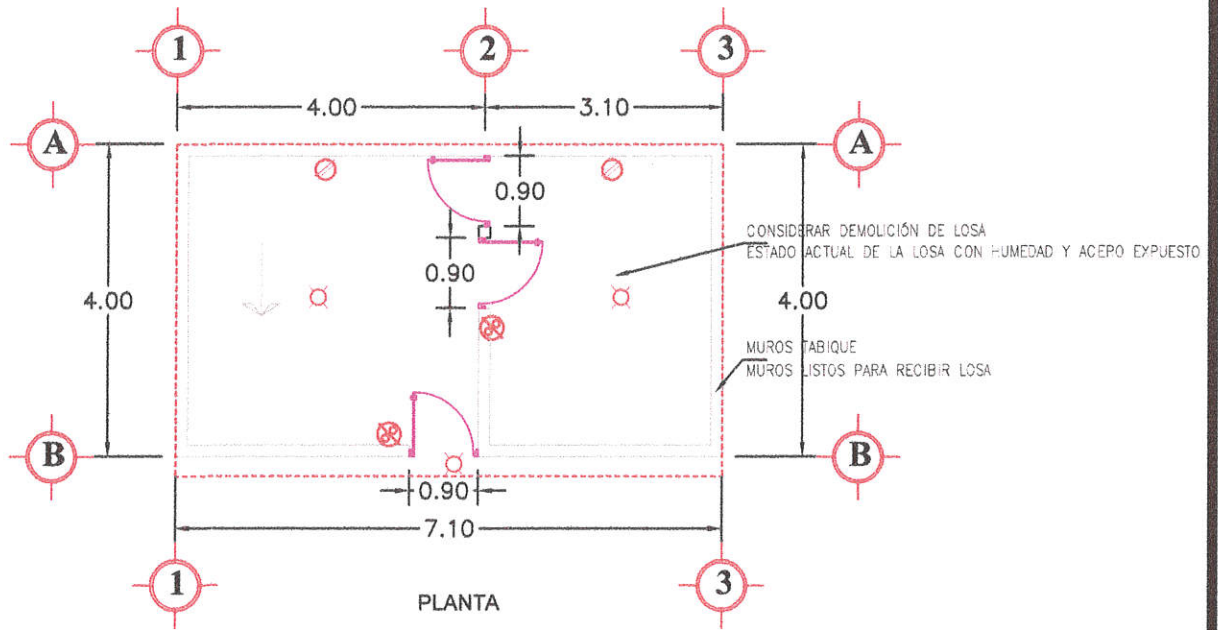 1
2
3
4.00
3.10
A
A
0.90
CONSIDERAR DEMOLICIÓN DE LOSA
ESTADO ACTUAL DE LA LOSA CON HUMEDAD Y ACEPO EXPUESTO
0.90
4.00
4.00
MUROS TABIQUE
MUROS LISTOS PARA RECIBIR LOSA
B
B
0.90
7.10
1
3
PLANTA